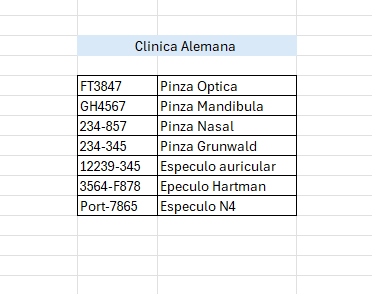 Clinica Alemana
FT3847 Pinza Optica
GH4567 Pinza Mandibula
234-857 Pinza Nasal
234-345 Pinza Grunwald
12239-345 Especulo auricular
3564-F878 Epeculo Hartman
Port-7865 Especulo N4